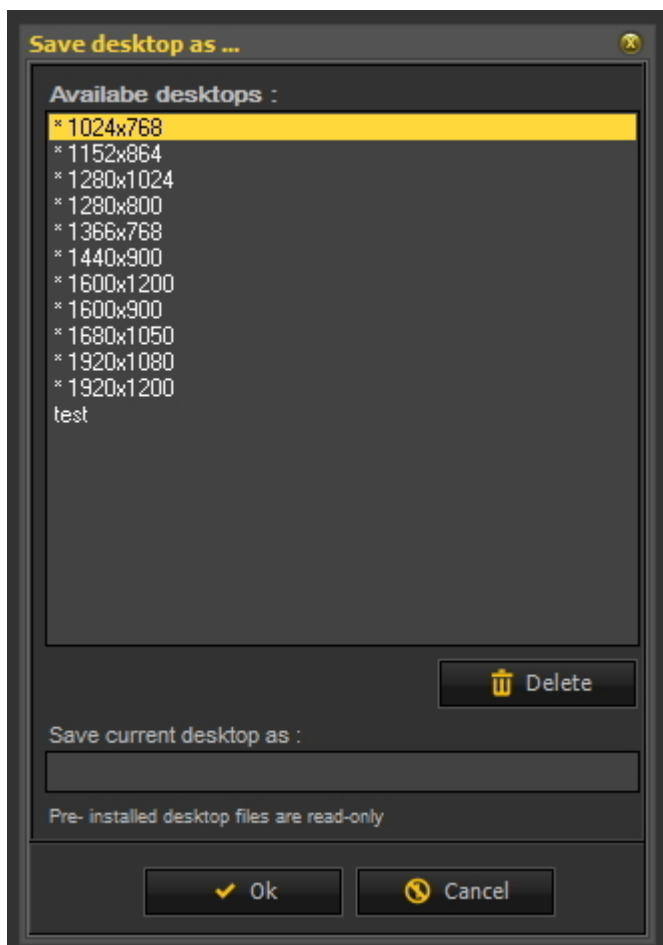 Save desktop as ...
Availabe desktops :
* 1024x768
* 1152x864
* 1280x1024
* 1280x800
* 1366x768
* 1440x900
* 1600x1200
* 1600x900
* 1680x1050
* 1920x1080
* 1920x1200
test
Delete
Save current desktop as :
Pre- installed desktop files are read-only
Ok Cancel